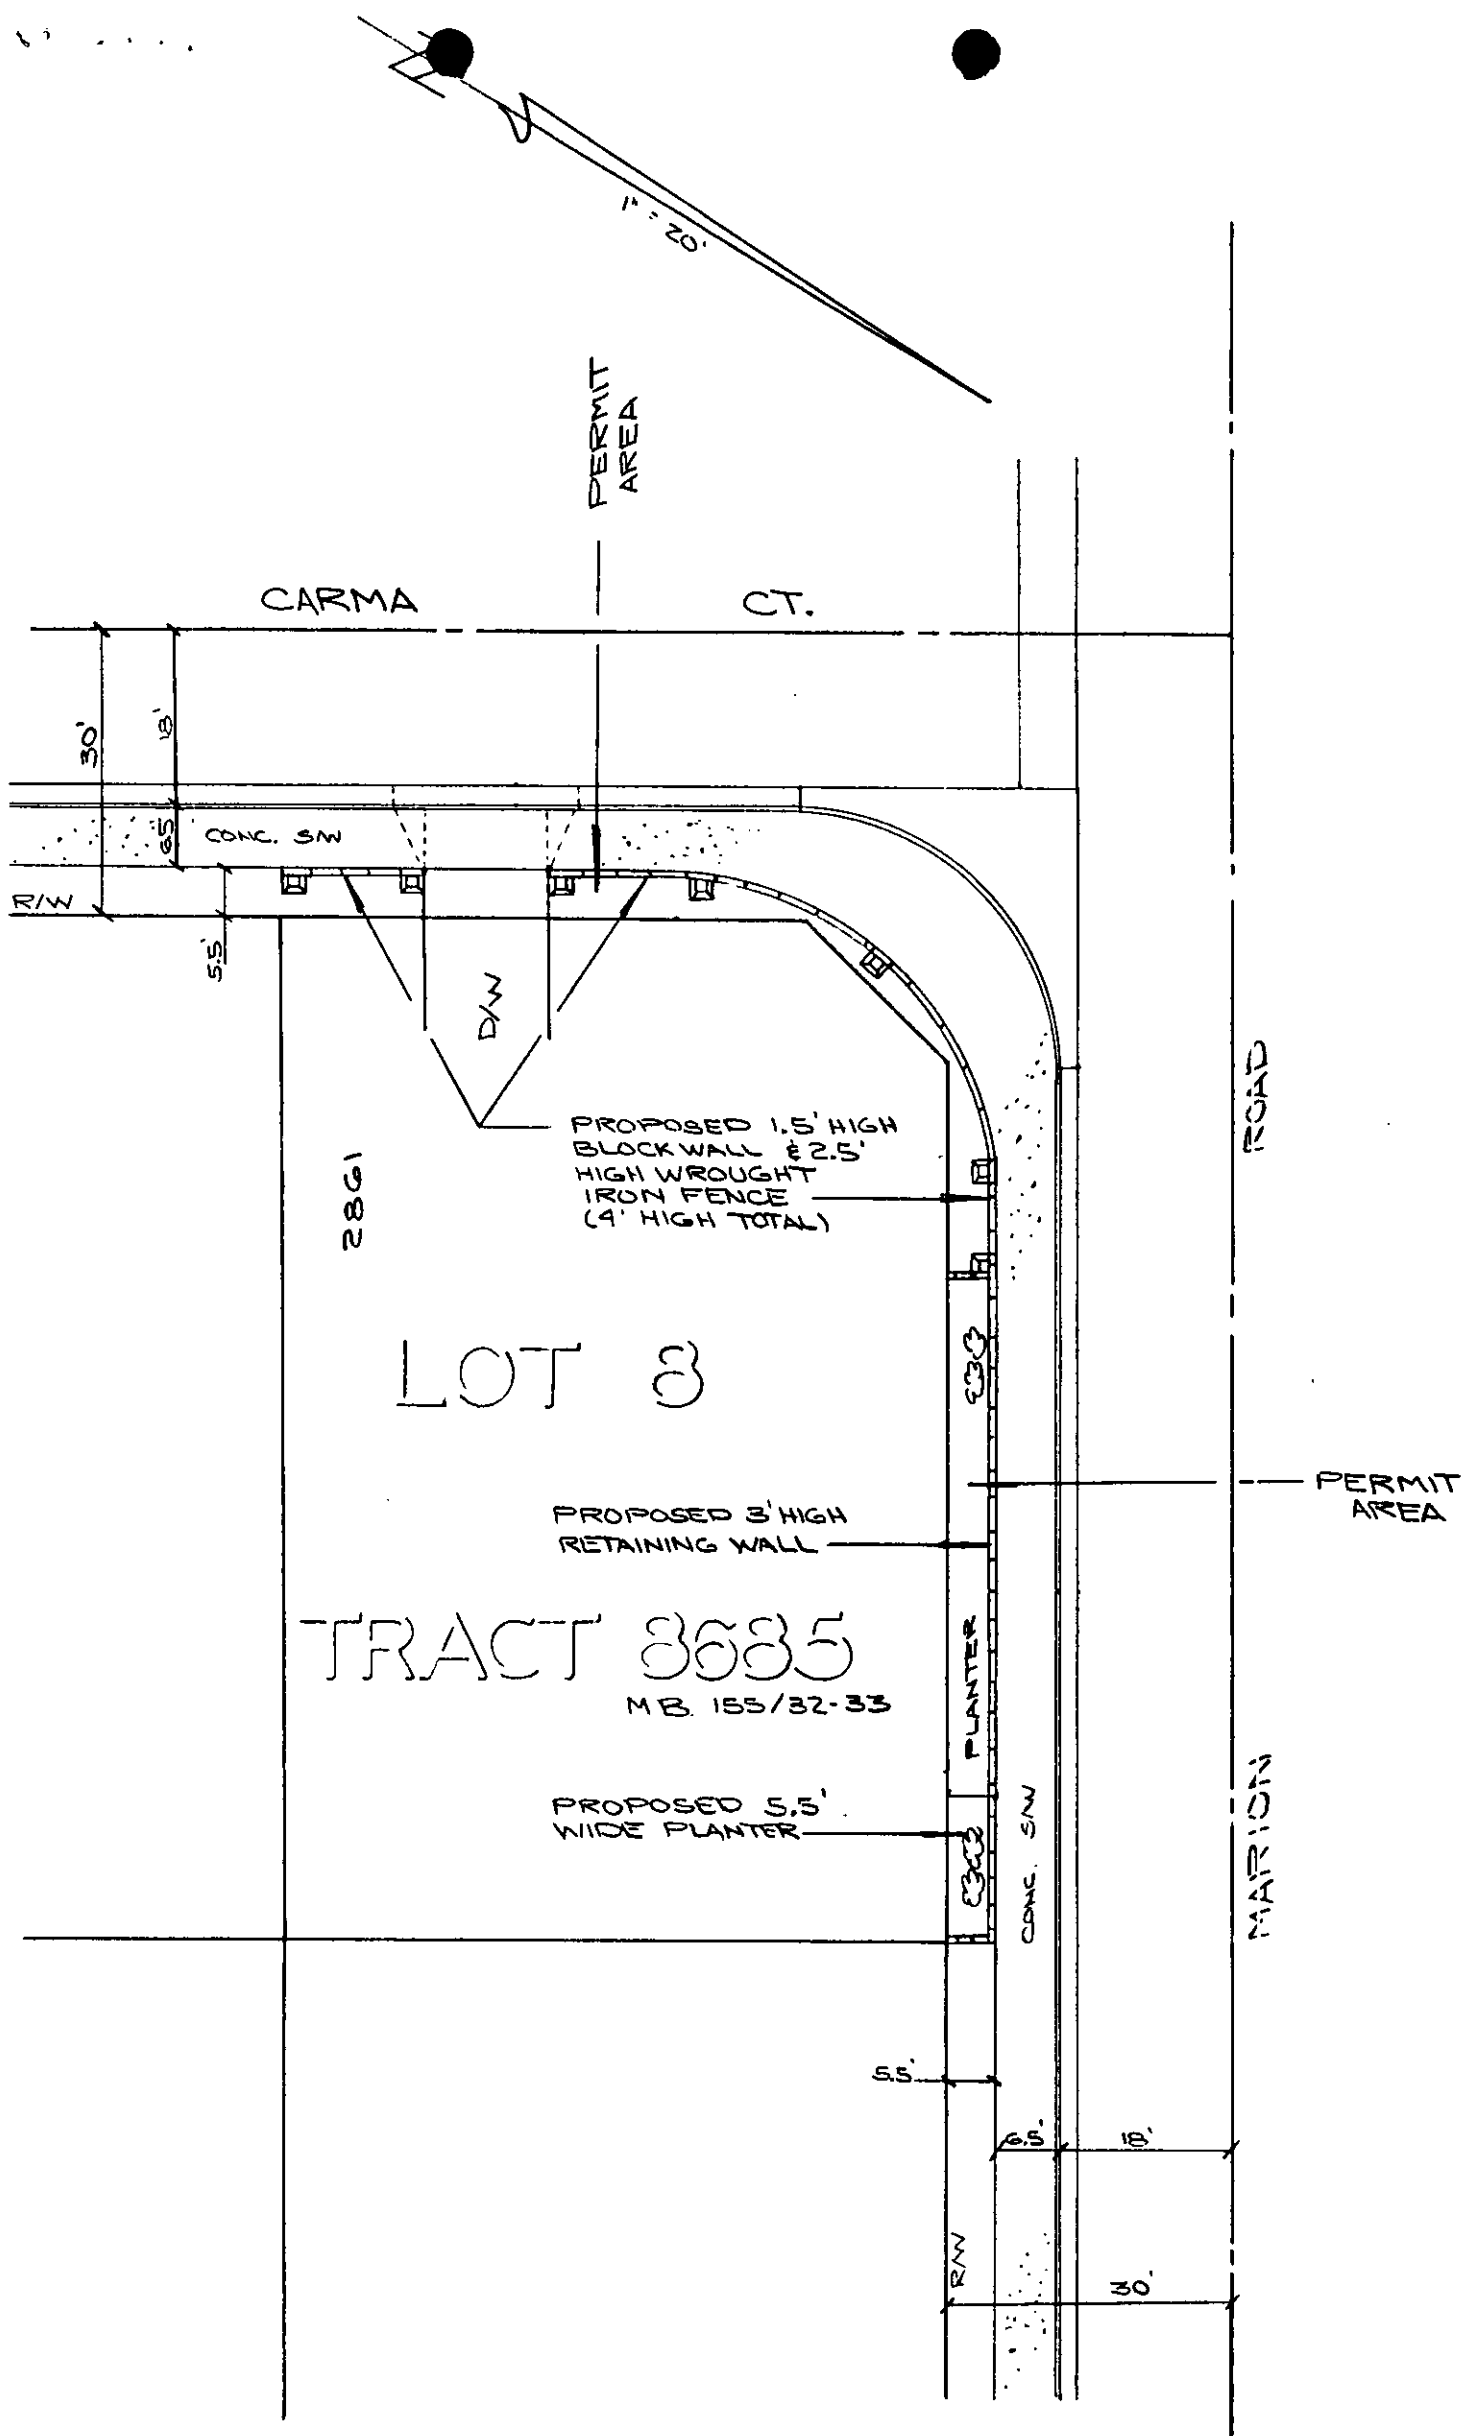 1" = 20'
PERMIT
AREA
CARMA CT.
30'
18'
6.5
CONC. S/W
R/W
5.5'
D/W
ROAD
PROPOSED 1.5' HIGH
BLOCK WALL & 2.5'
HIGH WROUGHT
IRON FENCE
(4' HIGH TOTAL)
2861
LOT 8
PERMIT
AREA
PROPOSED 3' HIGH
RETAINING WALL
TRACT 8685
M B. 155/32-33
PLANTER
PROPOSED 5.5'
WIDE PLANTER
CONC. S/W
MARION
5.5'
6.5'
18'
R/W
30'